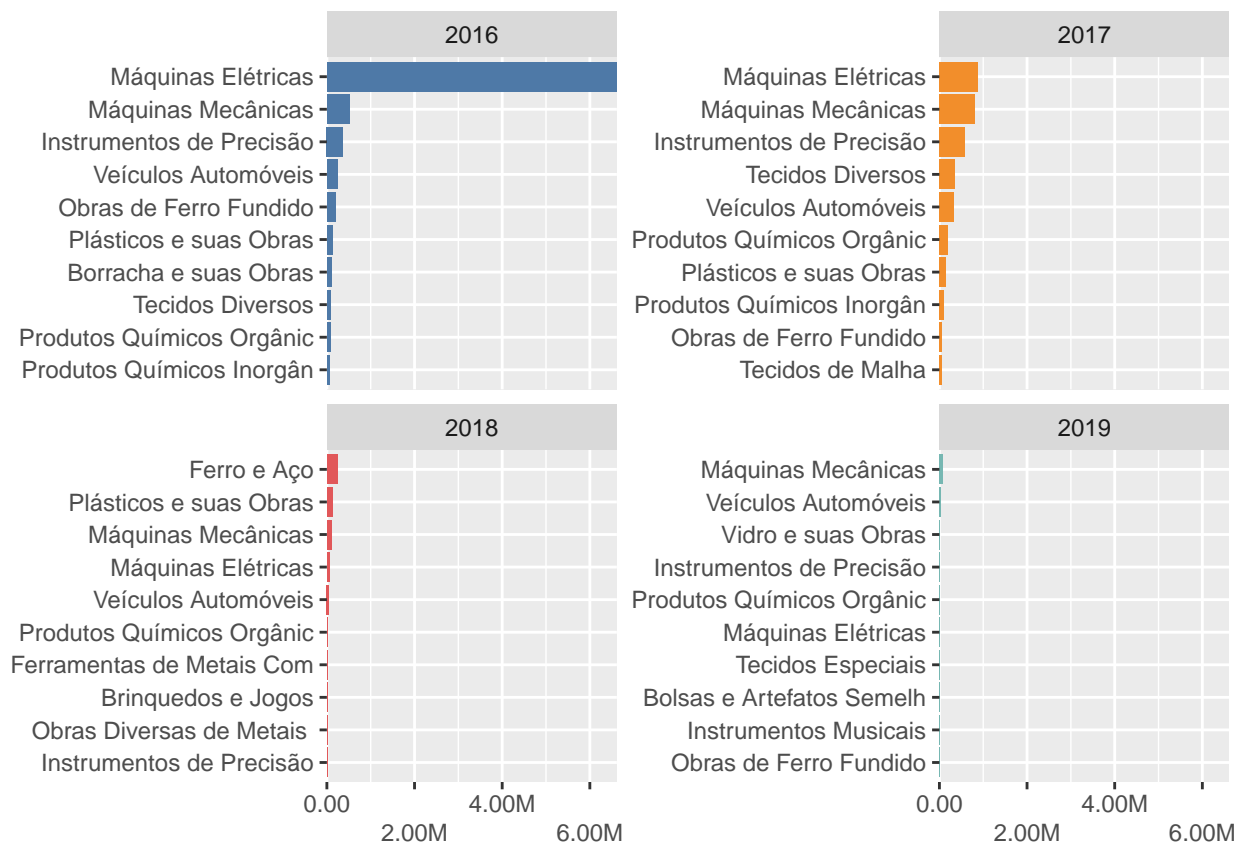 2016
Máquinas Elétricas
Máquinas Mecânicas
Instrumentos de Precisão
Veículos Automóveis
Obras de Ferro Fundido
Plásticos e suas Obras
Borracha e suas Obras
Tecidos Diversos
Produtos Químicos Orgânic
Produtos Químicos Inorgân
2017
Máquinas Elétricas
Máquinas Mecânicas
Instrumentos de Precisão
Tecidos Diversos
Veículos Automóveis
Produtos Químicos Orgânic
Plásticos e suas Obras
Produtos Químicos Inorgân
Obras de Ferro Fundido
Tecidos de Malha
2018
Ferro e Aço
Plásticos e suas Obras
Máquinas Mecânicas
Máquinas Elétricas
Veículos Automóveis
Produtos Químicos Orgânic
Ferramentas de Metais Com
Brinquedos e Jogos
Obras Diversas de Metais
Instrumentos de Precisão
0.00 4.00M
2.00M 6.00M
2019
Máquinas Mecânicas
Veículos Automóveis
Vidro e suas Obras
Instrumentos de Precisão
Produtos Químicos Orgânic
Máquinas Elétricas
Tecidos Especiais
Bolsas e Artefatos Semelh
Instrumentos Musicais
Obras de Ferro Fundido
0.00 4.00M
2.00M 6.00M